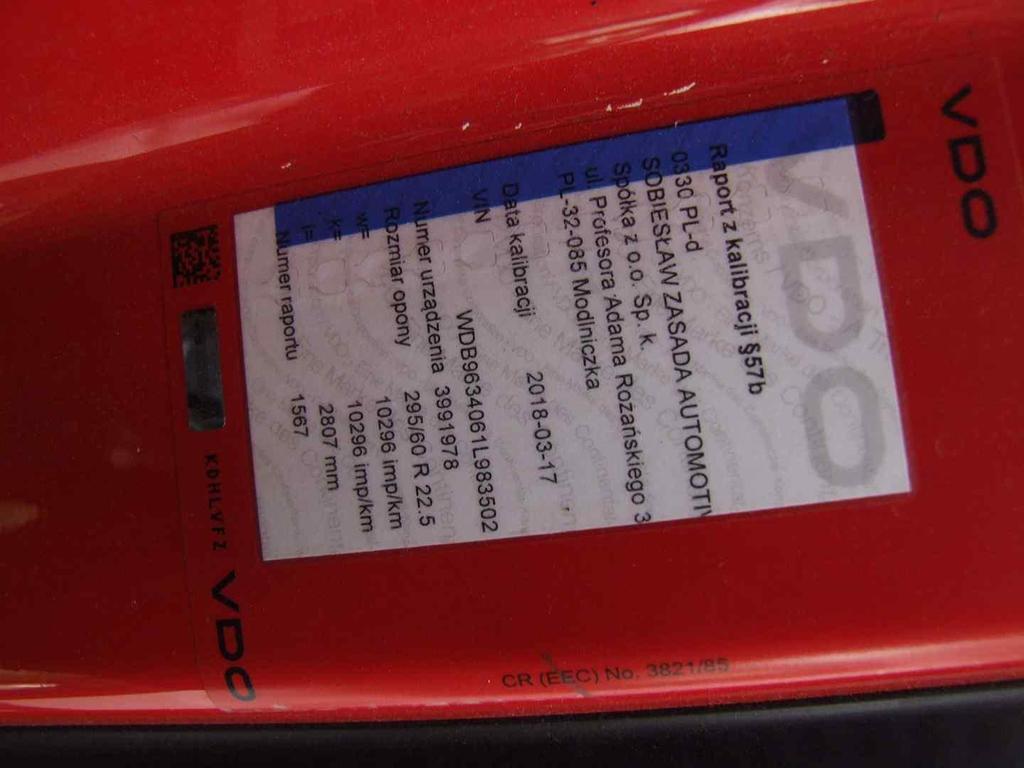 VDO
VDO
Raport z kalibracji §57b
0330 PL-d
SOBIESŁAW ZASADA AUTOMOTIV
Spółka z o.o. Sp. k.
ul. Profesora Adama Rożańskiego 3
PL-32-085 Modlniczka
Data kalibracji 2018-03-17
VIN WDB9634061L983502
Numer urządzenia 3991978
Rozmiar opony 295/60 R 22.5
w= 10296 imp/km
k= 10296 imp/km
l= 2807 mm
Numer raportu 1567
KDHLVFZ
VDO
CR (EEC) No. 3821/85